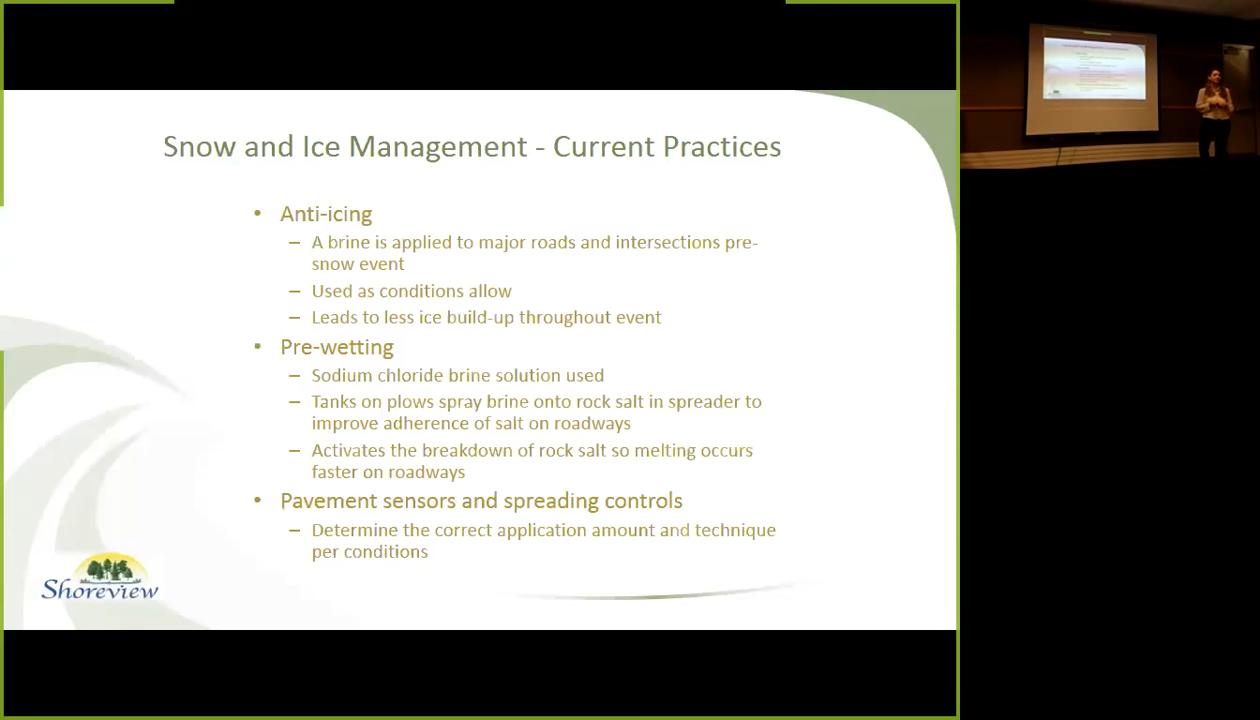 Snow and Ice Management - Current Practices
• Anti-icing
– A brine is applied to major roads and intersections pre-
snow event
– Used as conditions allow
– Leads to less ice build-up throughout event
• Pre-wetting
– Sodium chloride brine solution used
– Tanks on plows spray brine onto rock salt in spreader to
improve adherence of salt on roadways
– Activates the breakdown of rock salt so melting occurs
faster on roadways
• Pavement sensors and spreading controls
– Determine the correct application amount and technique
per conditions
Shoreview